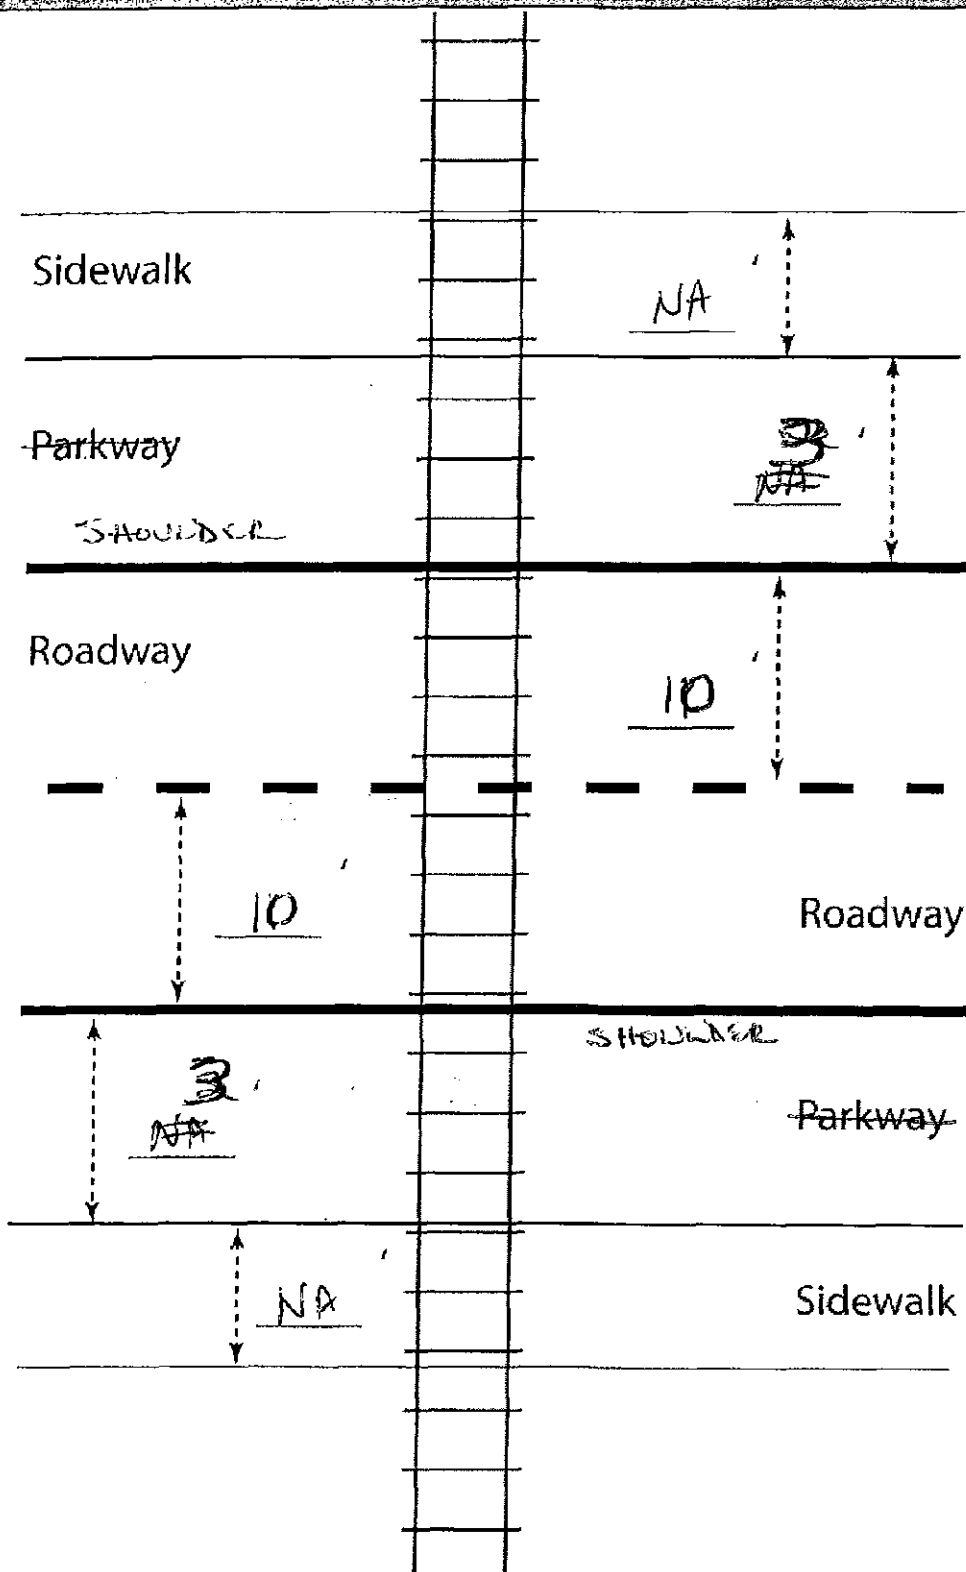 Sidewalk
NA '
Parkway
3 '
NA
SHOULDER
Roadway
10 '
10 '
Roadway
SHOULDER
3 '
NA
Parkway
NA '
Sidewalk